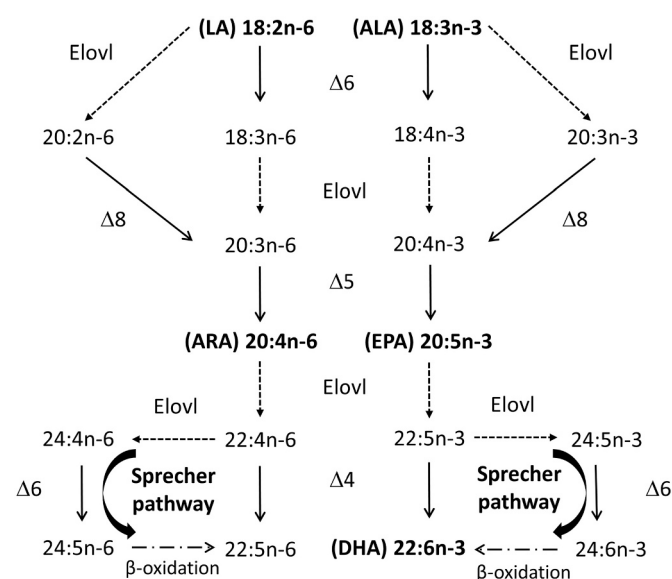 (LA) 18:2n-6 (ALA) 18:3n-3
Elovl Elovl
Δ6
20:2n-6 18:3n-6 18:4n-3 20:3n-3
Elovl
Δ8 Δ8
20:3n-6 20:4n-3
Δ5
(ARA) 20:4n-6 (EPA) 20:5n-3
Elovl
Elovl Elovl
24:4n-6 22:4n-6 22:5n-3 24:5n-3
Δ6 Sprecher pathway Δ4 Sprecher pathway Δ6
24:5n-6 22:5n-6 (DHA) 22:6n-3 24:6n-3
β-oxidation β-oxidation